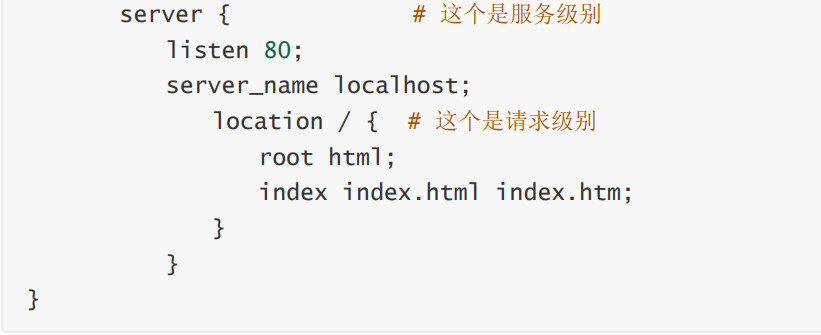 server { # 这个是服务级别
listen 80;
server_name localhost;
location / { # 这个是请求级别
root html;
index index.html index.htm;
}
}
}